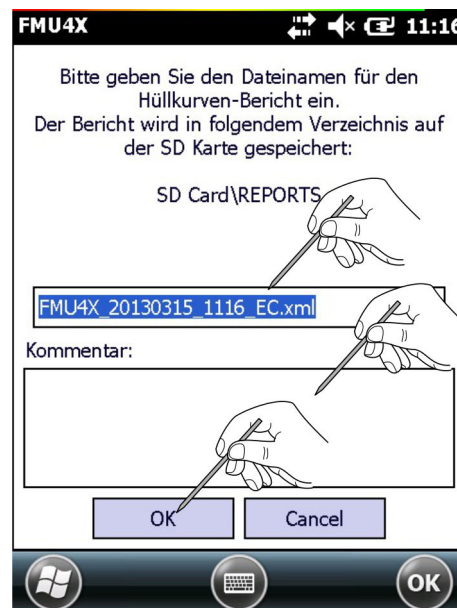 FMU4X 11:16
Bitte geben Sie den Dateinamen für den
Hüllkurven-Bericht ein.
Der Bericht wird in folgendem Verzeichnis auf
der SD Karte gespeichert:
SD Card\REPORTS
FMU4X_20130315_1116_EC.xml
Kommentar:
OK Cancel
OK